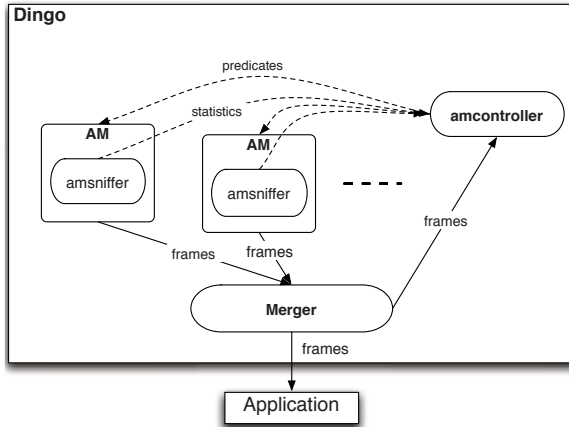 Dingo
predicates
statistics
amcontroller
AM
AM
amsniffer
amsniffer
frames
frames
frames
Merger
frames
Application